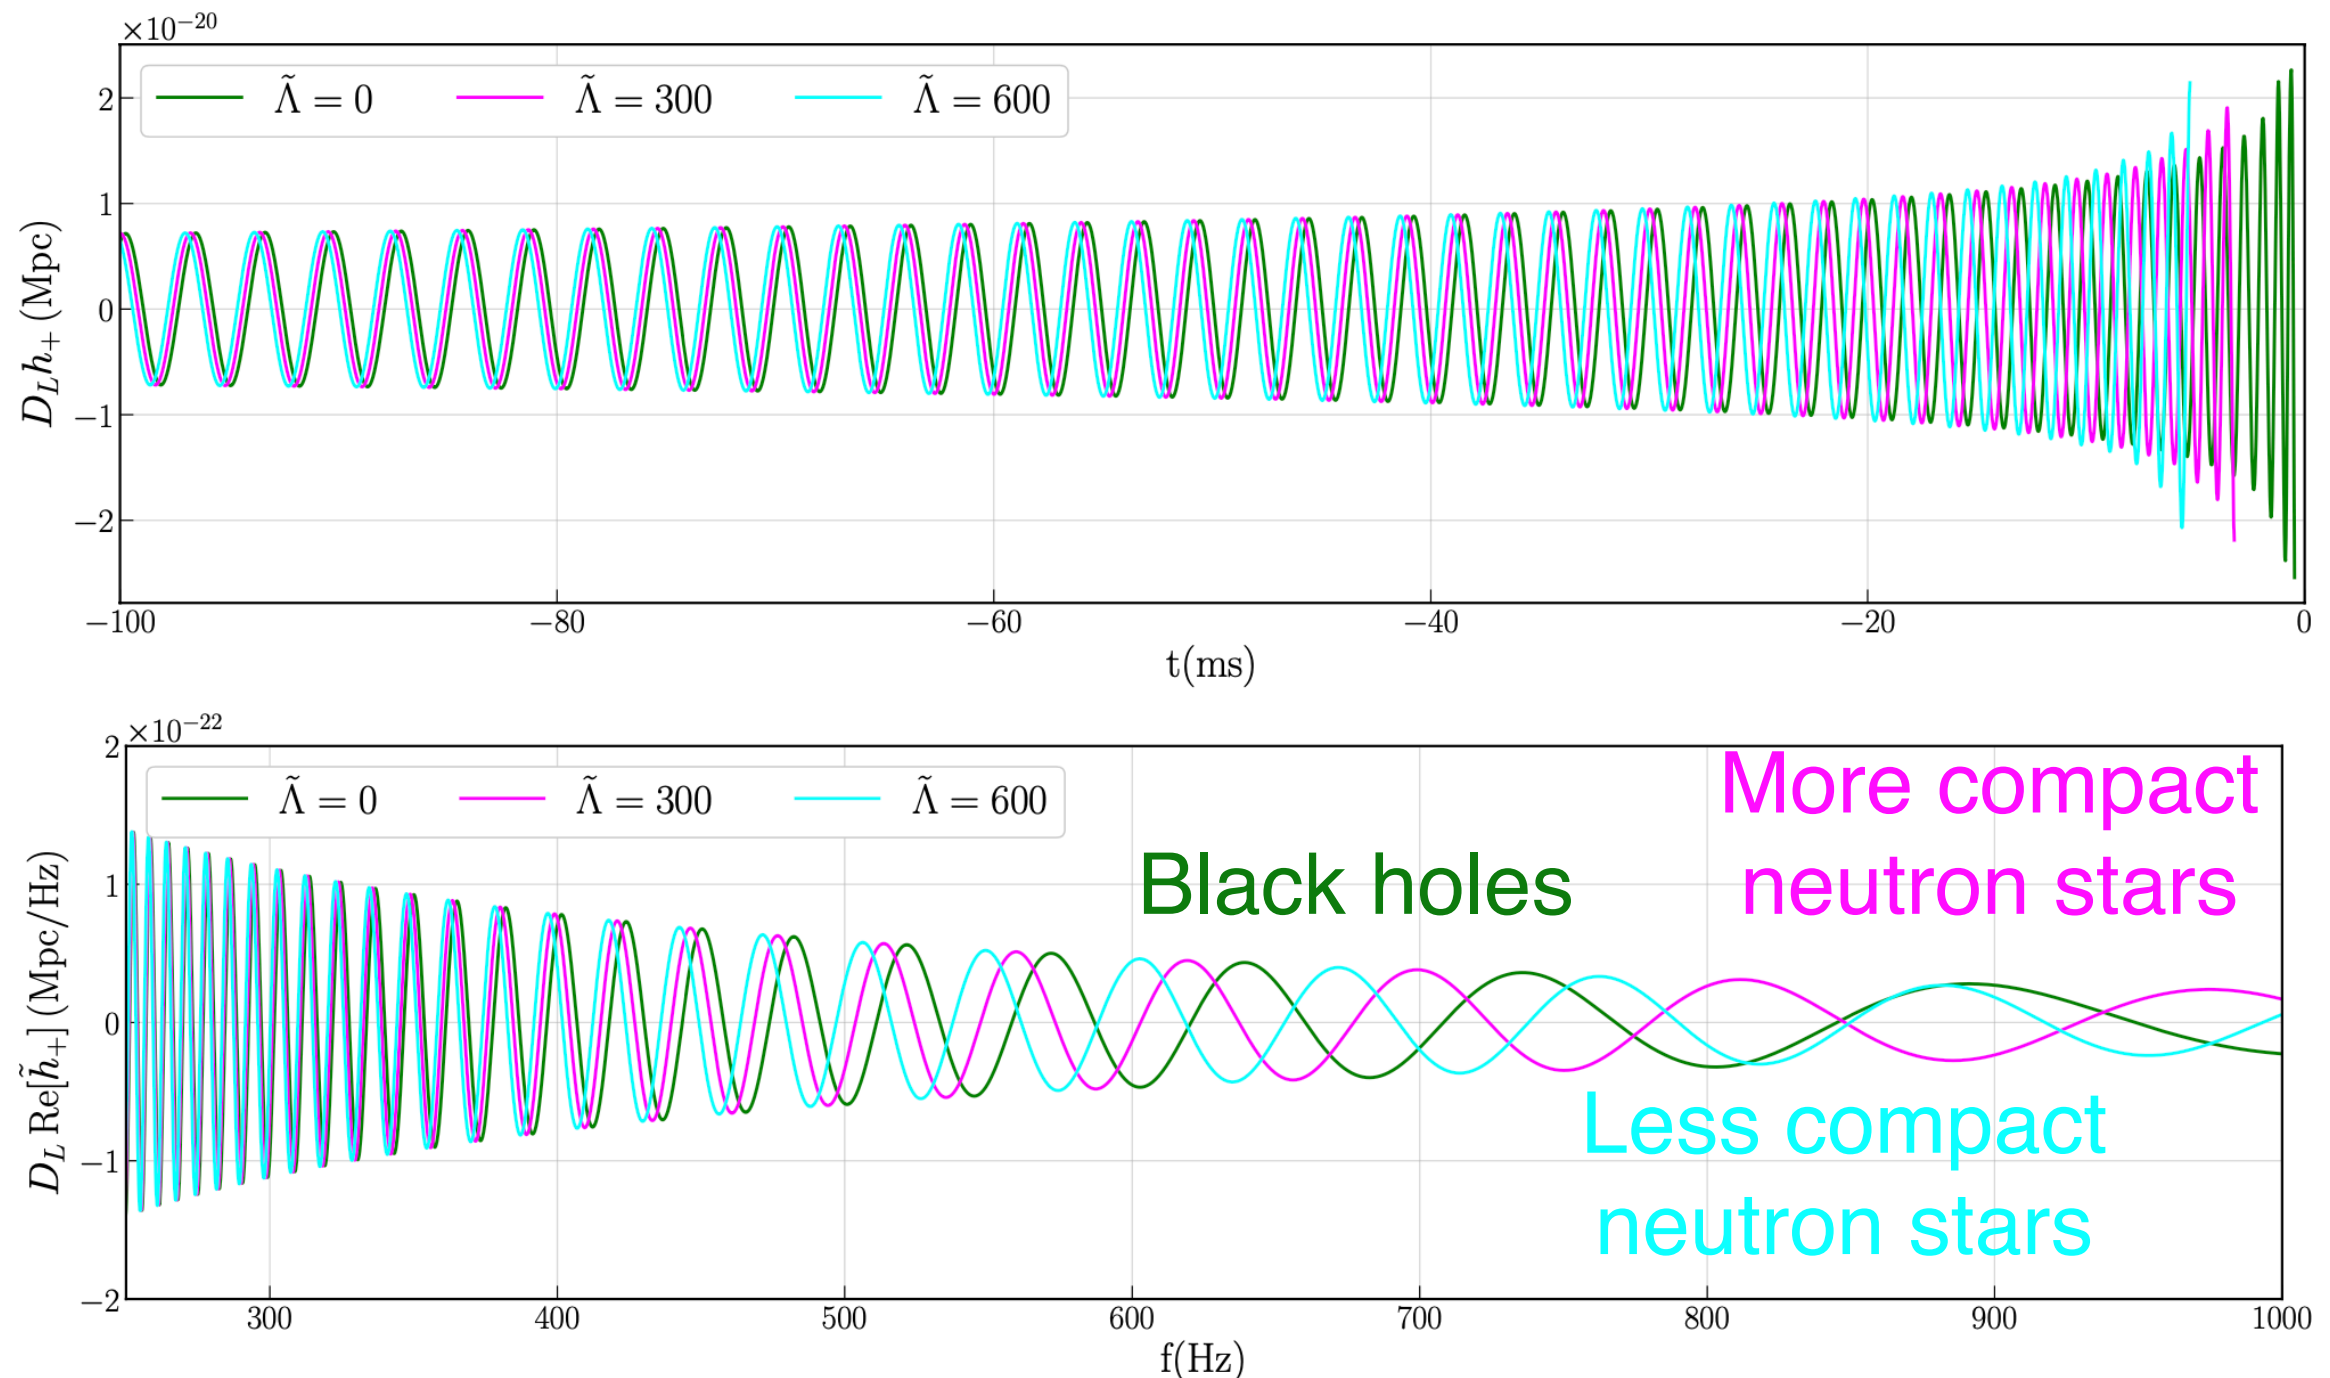 ×10⁻²⁰
Λ̃ = 0 Λ̃ = 300 Λ̃ = 600
2
1
0
−1
−2
D_L h₊ (Mpc)
−100 −80 −60 −40 −20 0
t(ms)
×10⁻²²
Λ̃ = 0 Λ̃ = 300 Λ̃ = 600
2
1
0
−1
−2
D_L Re[h̃₊] (Mpc/Hz)
More compact
neutron stars
Black holes
Less compact
neutron stars
300 400 500 600 700 800 900 1000
f(Hz)